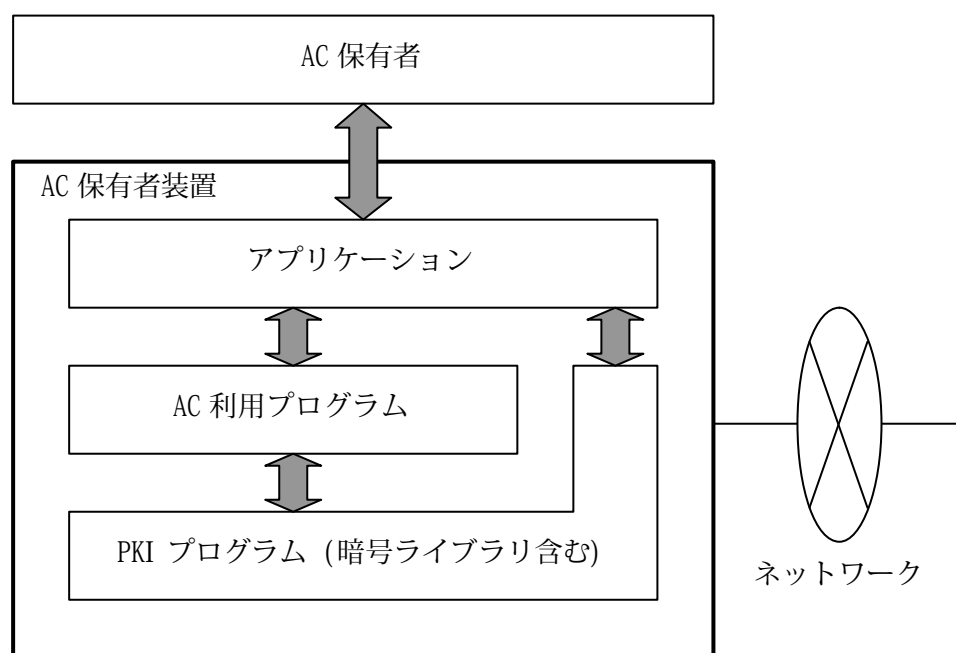 AC 保有者
AC 保有者装置
アプリケーション
AC 利用プログラム
PKI プログラム (暗号ライブラリ含む)
ネットワーク